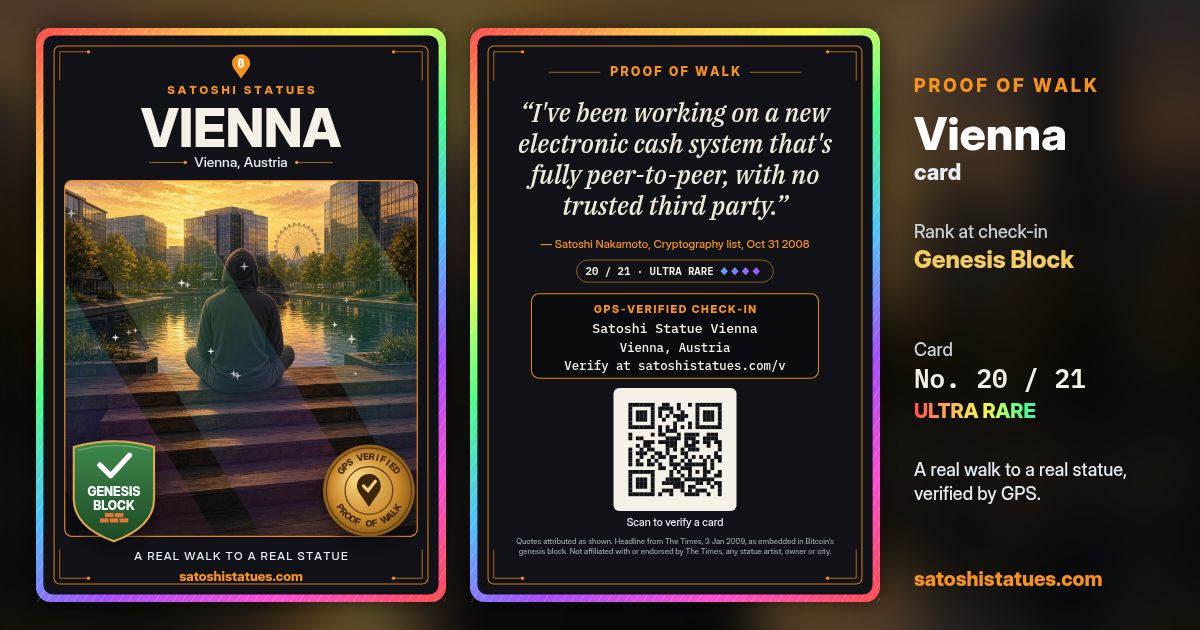 SATOSHI STATUES
VIENNA
Vienna, Austria
GENESIS
BLOCK
GPS VERIFIED
PROOF OF WALK
A REAL WALK TO A REAL STATUE
satoshistatues.com
PROOF OF WALK
“I've been working on a new
electronic cash system that's
fully peer-to-peer, with no
trusted third party.”
— Satoshi Nakamoto, Cryptography list, Oct 31 2008
20 / 21 · ULTRA RARE
GPS-VERIFIED CHECK-IN
Satoshi Statue Vienna
Vienna, Austria
Verify at satoshistatues.com/v
Scan to verify a card
Quotes attributed as shown. Headline from The Times, 3 Jan 2009, as embedded in Bitcoin's
genesis block. Not affiliated with or endorsed by The Times, any statue artist, owner or city.
PROOF OF WALK
Vienna
card
Rank at check-in
Genesis Block
Card
No. 20 / 21
ULTRA RARE
A real walk to a real statue,
verified by GPS.
satoshistatues.com